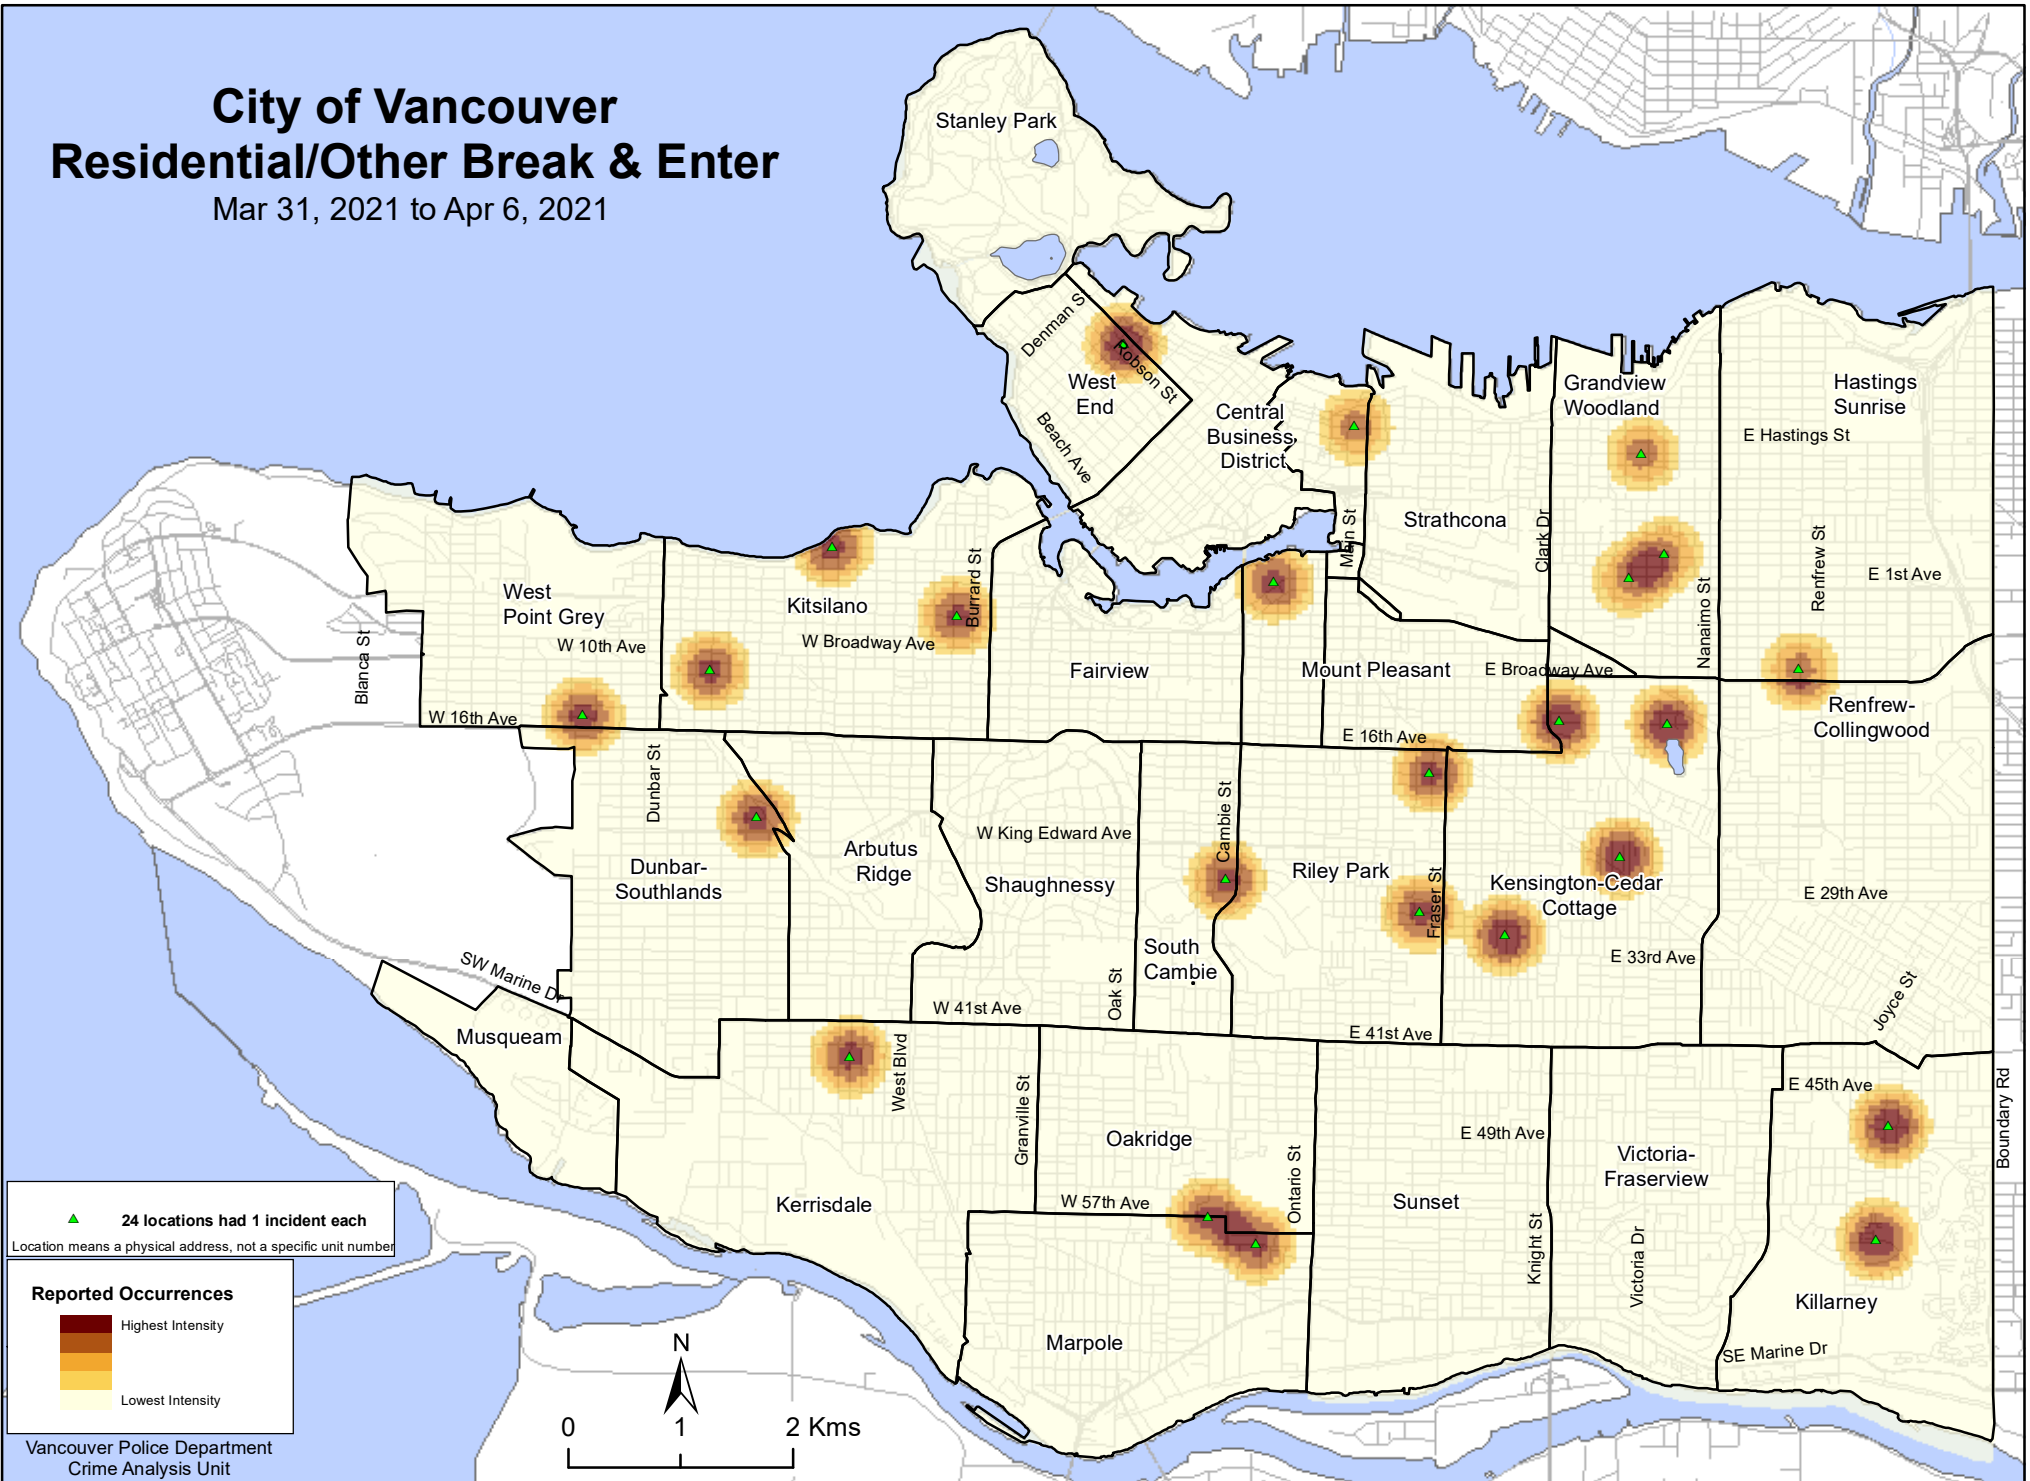 City of Vancouver
Residential/Other Break & Enter
Mar 31, 2021 to Apr 6, 2021
Stanley Park
Denman St
Robson St
West
End
Beach Ave
Central
Business
District
Grandview
Woodland
Hastings
Sunrise
E Hastings St
Strathcona
Main St
Clark Dr
Renfrew St
E 1st Ave
Nanaimo St
West
Point Grey
Kitsilano
Burrard St
W 10th Ave
W Broadway Ave
Blanca St
Fairview
Mount Pleasant
E Broadway Ave
W 16th Ave
E 16th Ave
Renfrew-
Collingwood
Dunbar St
Cambie St
W King Edward Ave
Arbutus
Ridge
Dunbar-
Southlands
Shaughnessy
Riley Park
Fraser St
Kensington-Cedar
Cottage
E 29th Ave
South
Cambie
E 33rd Ave
SW Marine Dr
Oak St
Joyce St
W 41st Ave
E 41st Ave
Musqueam
West Blvd
Granville St
E 45th Ave
Boundary Rd
Oakridge
E 49th Ave
Victoria-
Fraserview
Ontario St
W 57th Ave
Kerrisdale
Sunset
Knight St
Victoria Dr
Killarney
Marpole
SE Marine Dr
24 locations had 1 incident each
Location means a physical address, not a specific unit number
Reported Occurrences
Highest Intensity
Lowest Intensity
Vancouver Police Department
Crime Analysis Unit
N
0 1 2 Kms